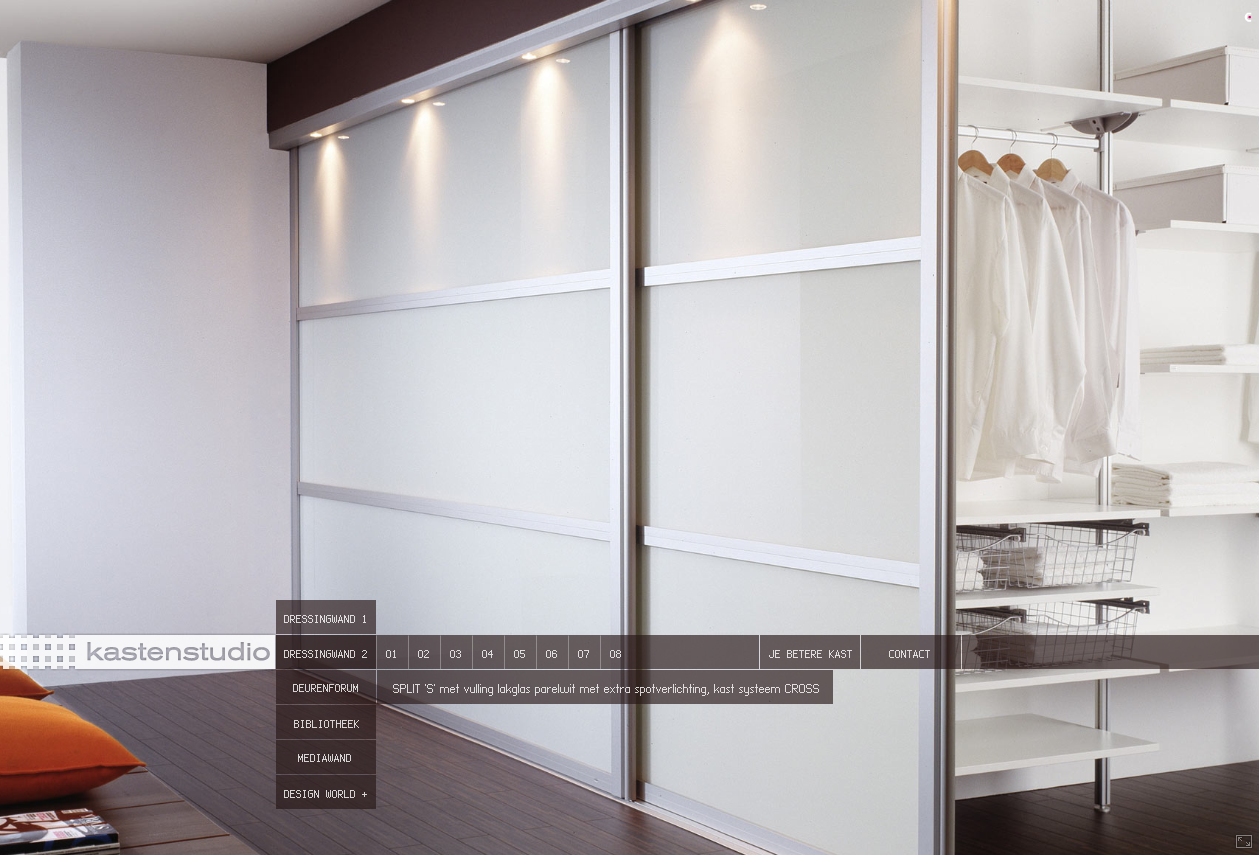 DRESSINGWAND 1
kastenstudio
DRESSINGWAND 2 01 02 03 04 05 06 07 08 JE BETERE KAST CONTACT
DEURENFORUM
SPLIT 'S' met vulling lakglas parelwit met extra spotverlichting, kast systeem CROSS
BIBLIOTHEEK
MEDIAWAND
DESIGN WORLD +